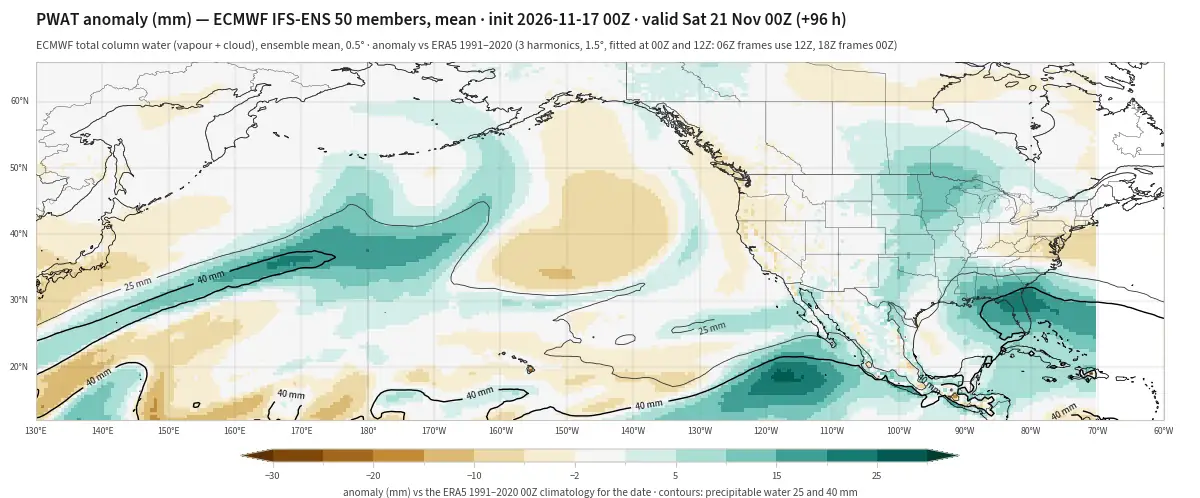 PWAT anomaly (mm) — ECMWF IFS-ENS 50 members, mean · init 2026-11-17 00Z · valid Sat 21 Nov 00Z (+96 h)
ECMWF total column water (vapour + cloud), ensemble mean, 0.5° · anomaly vs ERA5 1991–2020 (3 harmonics, 1.5°, fitted at 00Z and 12Z: 06Z frames use 12Z, 18Z frames 00Z)
60°N
50°N
40°N
30°N
20°N
25 mm
40 mm
25 mm
40 mm
40 mm
40 mm
40 mm
40 mm
130°E 140°E 150°E 160°E 170°E 180° 170°W 160°W 150°W 140°W 130°W 120°W 110°W 100°W 90°W 80°W 70°W 60°W
−30 −20 −10 −2 5 15 25
anomaly (mm) vs the ERA5 1991–2020 00Z climatology for the date · contours: precipitable water 25 and 40 mm